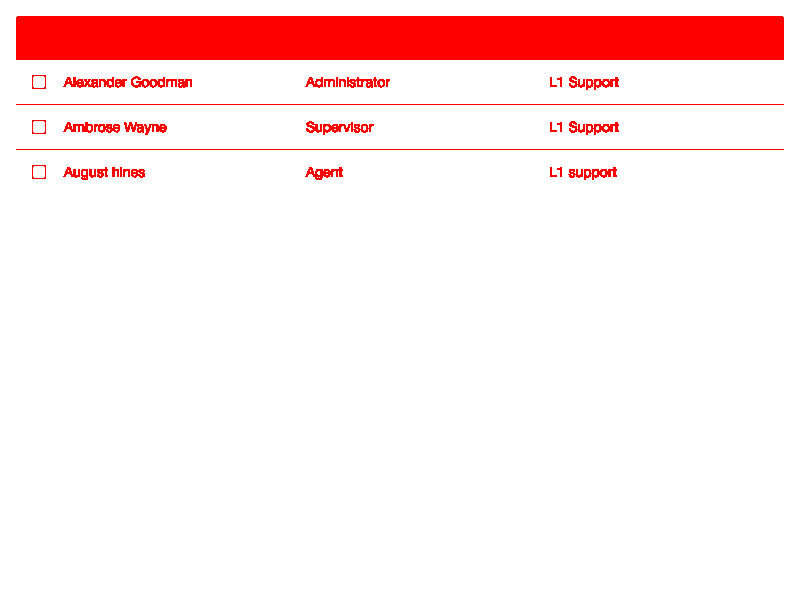 Alexander Goodman Administrator L1 Support
Ambrose Wayne Supervisor L1 Support
August hines Agent L1 support